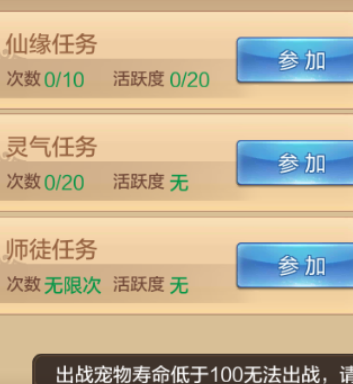 仙缘任务
次数 0/10 活跃度 0/20
参加
灵气任务
次数 0/20 活跃度 无
参加
师徒任务
次数 无限次 活跃度 无
参加
出战宠物寿命低于100无法出战，请